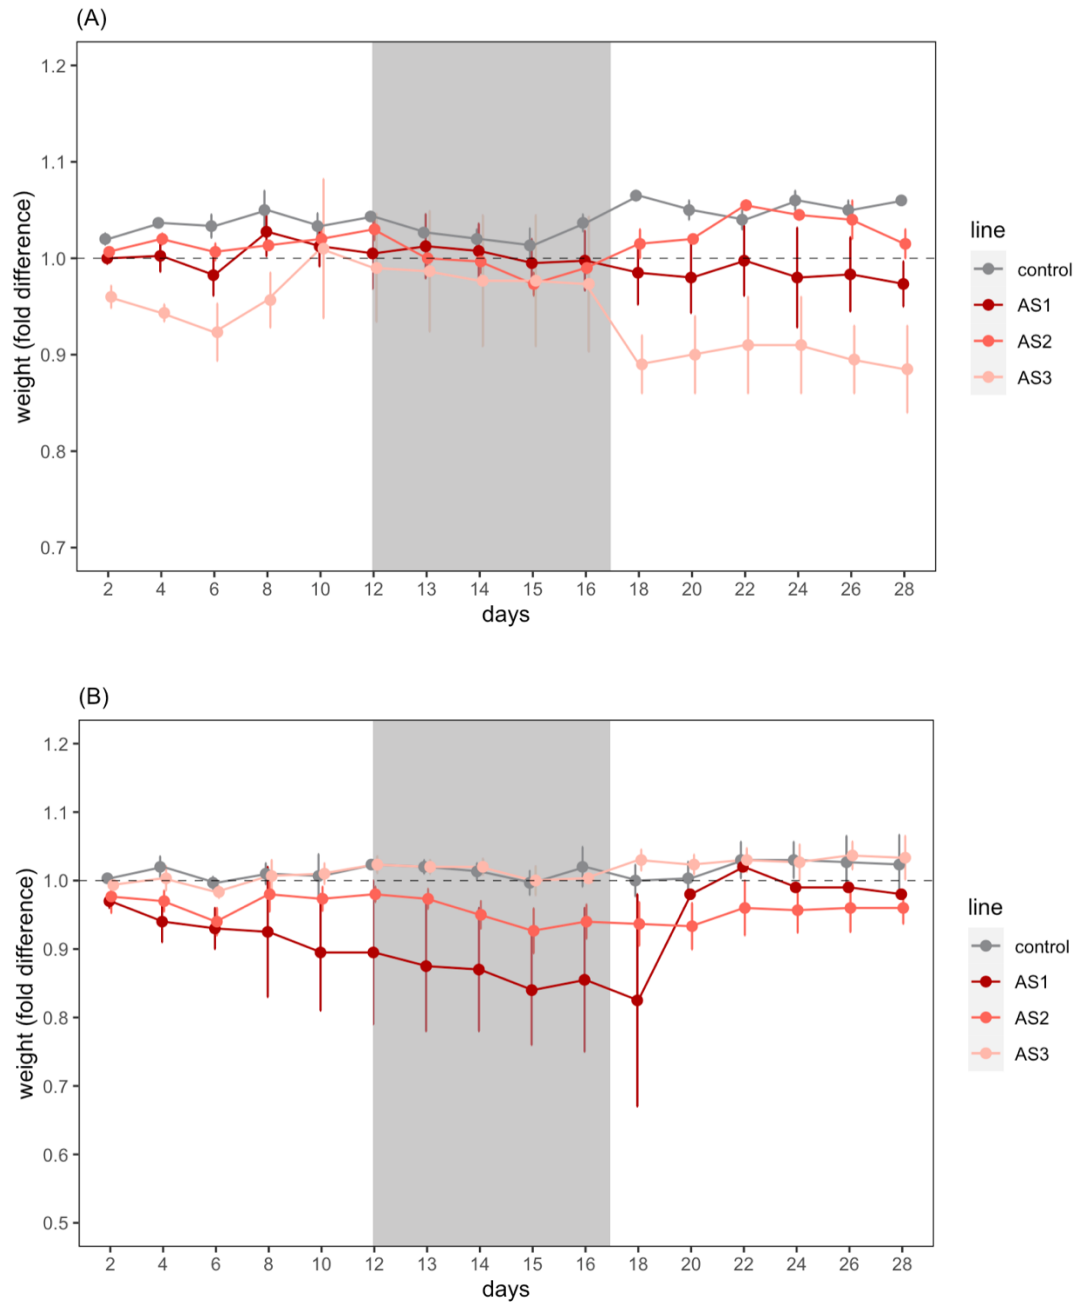 (A)
1.2
1.1
1.0
0.9
0.8
0.7
weight (fold difference)
2 4 6 8 10 12 13 14 15 16 18 20 22 24 26 28
days
line
control
AS1
AS2
AS3
(B)
1.2
1.1
1.0
0.9
0.8
0.7
0.6
0.5
weight (fold difference)
2 4 6 8 10 12 13 14 15 16 18 20 22 24 26 28
days
line
control
AS1
AS2
AS3